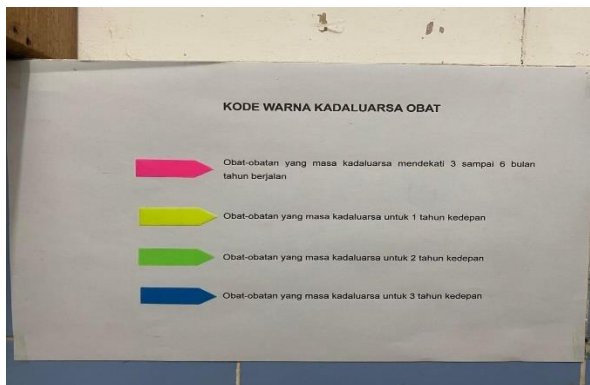 KODE WARNA KADALUARSA OBAT
Obat-obatan yang masa kadaluarsa mendekati 3 sampai 6 bulan
tahun berjalan
Obat-obatan yang masa kadaluarsa untuk 1 tahun kedepan
Obat-obatan yang masa kadaluarsa untuk 2 tahun kedepan
Obat-obatan yang masa kadaluarsa untuk 3 tahun kedepan